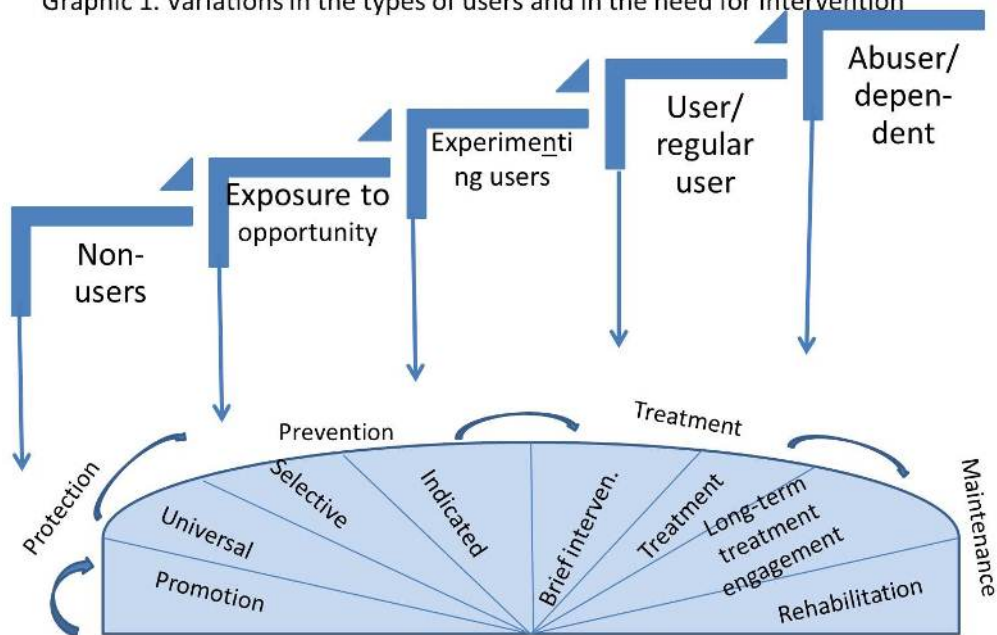 Graphic 1. Variations in the types of users and in the need for intervention
Abuser/
depen-
dent
User/
regular
user
Experimenti
ng users
Exposure to
opportunity
Non-
users
Protection
Prevention
Treatment
Maintenance
Promotion
Universal
Selective
Indicated
Brief interven.
Treatment
Long-term
treatment
engagement
Rehabilitation